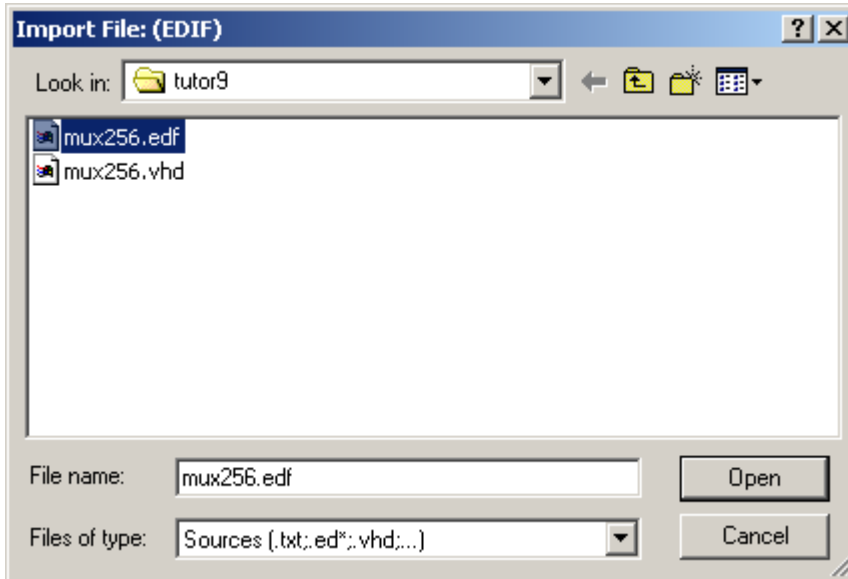 Import File: (EDIF)
Look in: tutor9
mux256.edf
mux256.vhd
File name: mux256.edf Open
Files of type: Sources (.txt;.ed*;.vhd;...) Cancel